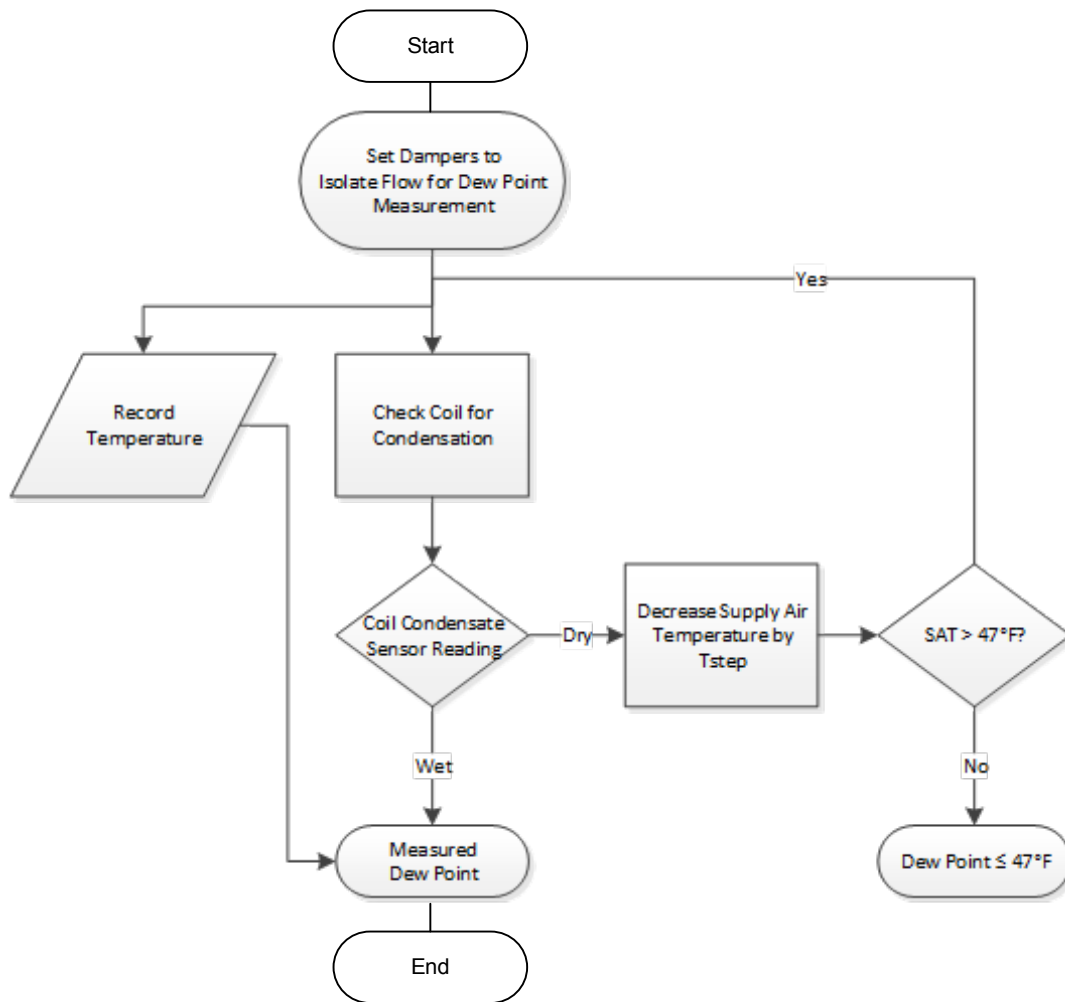 Start
Set Dampers to
Isolate Flow for Dew Point
Measurement
Yes
Record
Temperature
Check Coil for
Condensation
Coil Condensate
Sensor Reading
Dry
Decrease Supply Air
Temperature by
Tstep
SAT > 47°F?
Wet
No
Measured
Dew Point
Dew Point ≤ 47°F
End